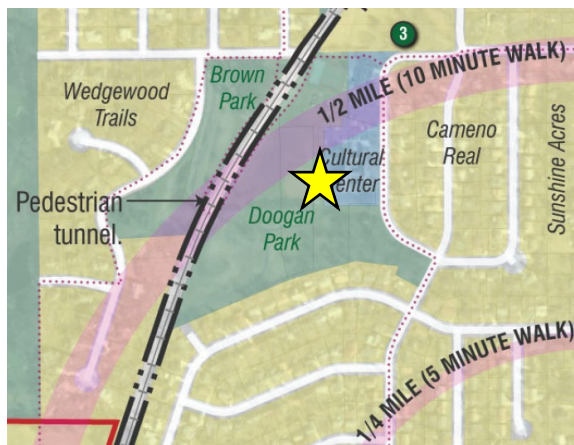 3
Brown
Park
1/2 MILE (10 MINUTE WALK)
Wedgewood
Trails
Cultural
Center
Cameno
Real
Sunshine Acres
Pedestrian
tunnel.
Doogan
Park
1/4 MILE (5 MINUTE WALK)